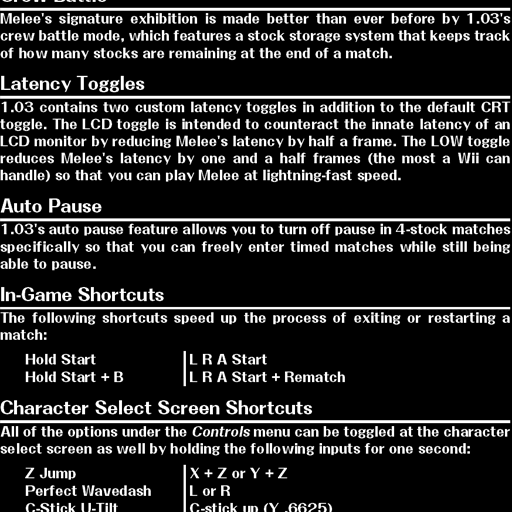 Crew Battle
Melee's signature exhibition is made better than ever before by 1.03's
crew battle mode, which features a stock storage system that keeps track
of how many stocks are remaining at the end of a match.
Latency Toggles
1.03 contains two custom latency toggles in addition to the default CRT
toggle. The LCD toggle is intended to counteract the innate latency of an
LCD monitor by reducing Melee's latency by half a frame. The LOW toggle
reduces Melee's latency by one and a half frames (the most a Wii can
handle) so that you can play Melee at lightning-fast speed.
Auto Pause
1.03's auto pause feature allows you to turn off pause in 4-stock matches
specifically so that you can freely enter timed matches while still being
able to pause.
In-Game Shortcuts
The following shortcuts speed up the process of exiting or restarting a
match:
Hold Start L R A Start
Hold Start + B L R A Start + Rematch
Character Select Screen Shortcuts
All of the options under the Controls menu can be toggled at the character
select screen as well by holding the following inputs for one second:
Z Jump X + Z or Y + Z
Perfect Wavedash L or R
C-Stick U-Tilt C-stick up (Y .6625)